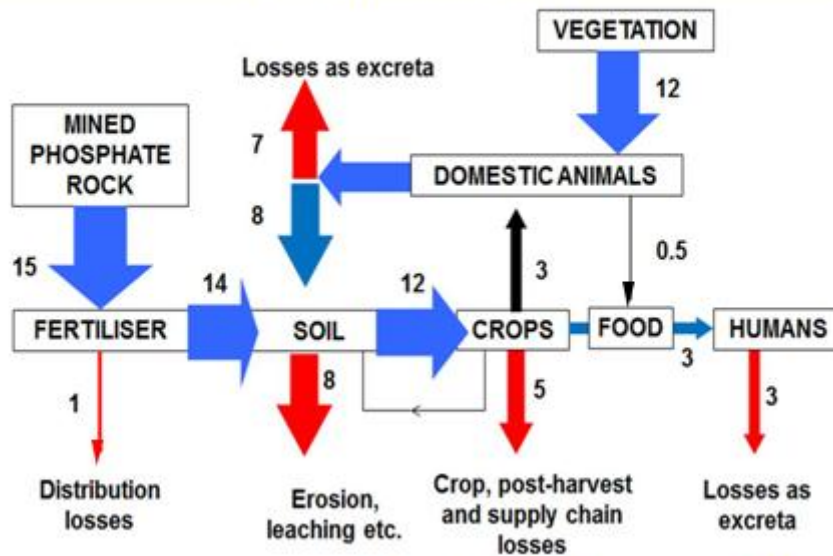 VEGETATION
Losses as excreta
12
MINED
PHOSPHATE
ROCK
7
DOMESTIC ANIMALS
8
0.5
15
14
12
3
FERTILISER
SOIL
CROPS
FOOD
HUMANS
3
1
8
5
3
Distribution
losses
Erosion,
leaching etc.
Crop, post-harvest
and supply chain
losses
Losses as
excreta